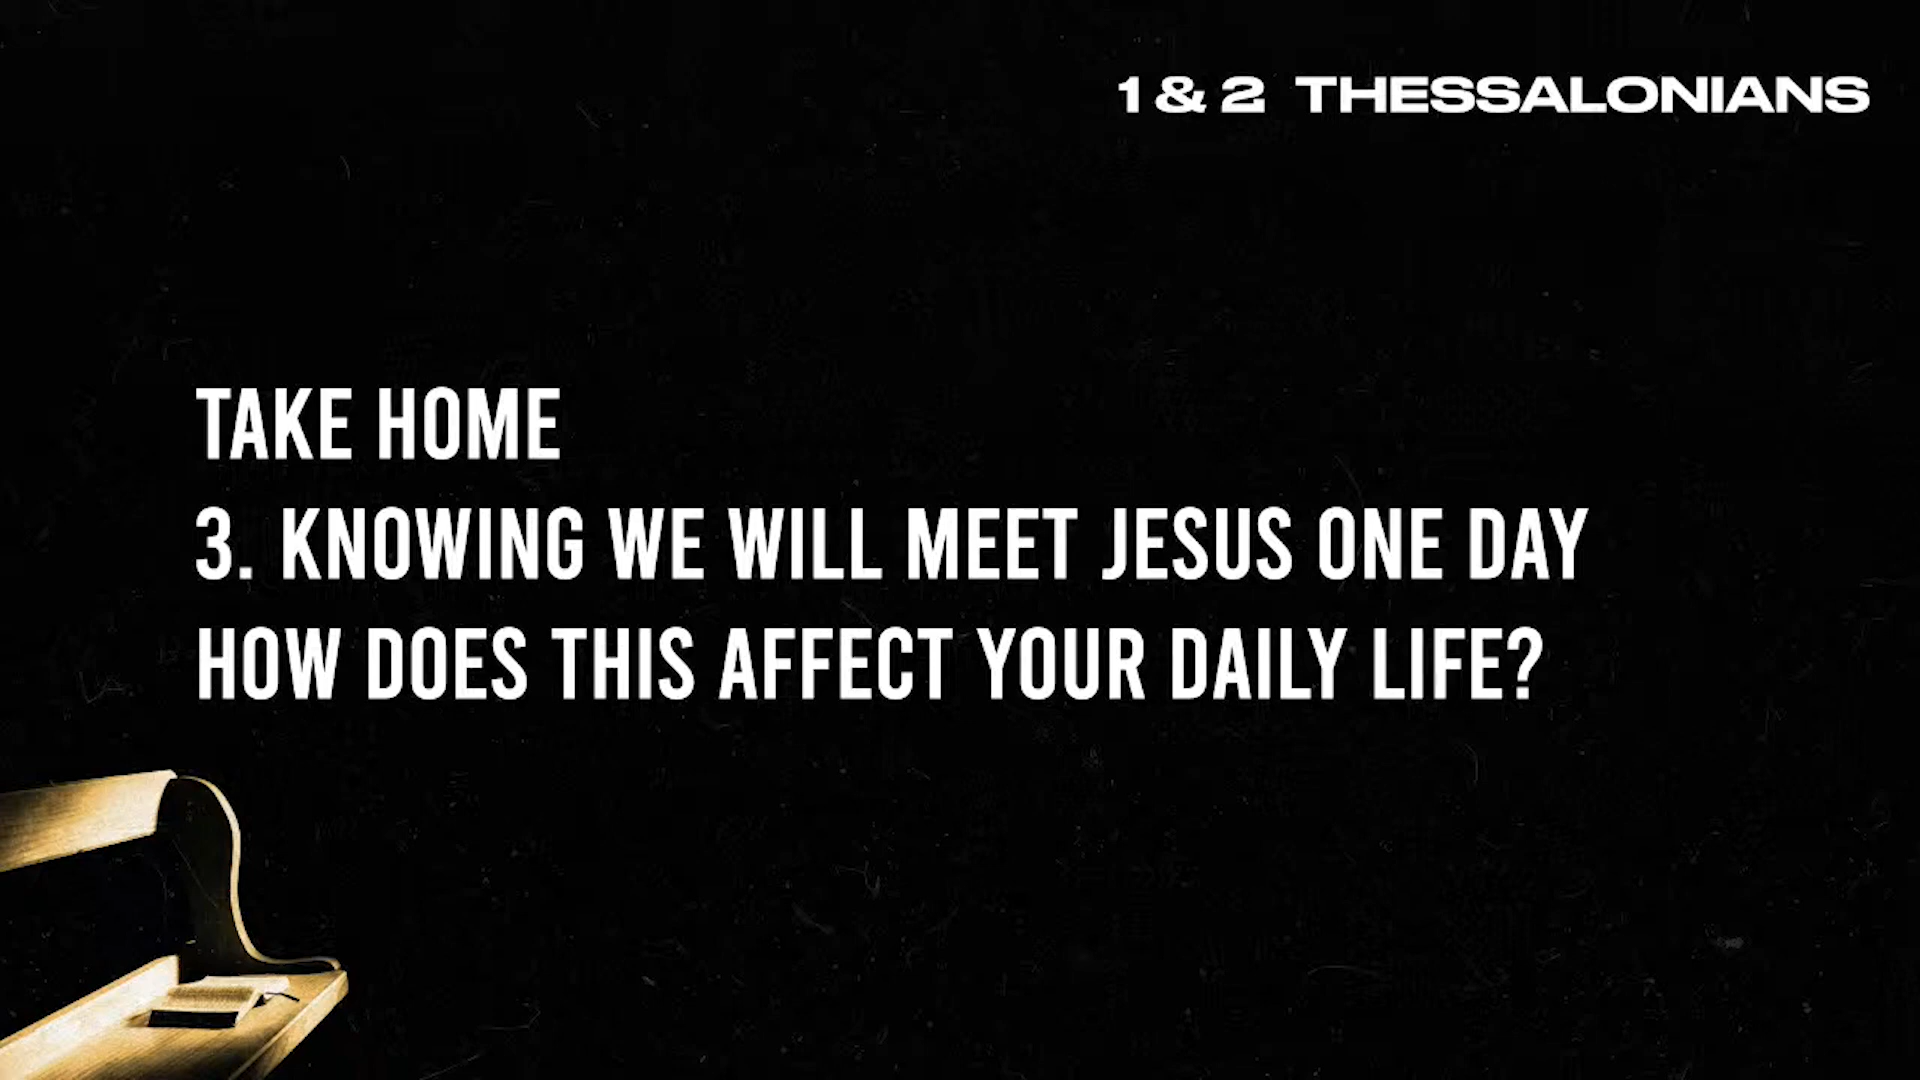 1 & 2 THESSALONIANS
TAKE HOME
3. KNOWING WE WILL MEET JESUS ONE DAY
HOW DOES THIS AFFECT YOUR DAILY LIFE?